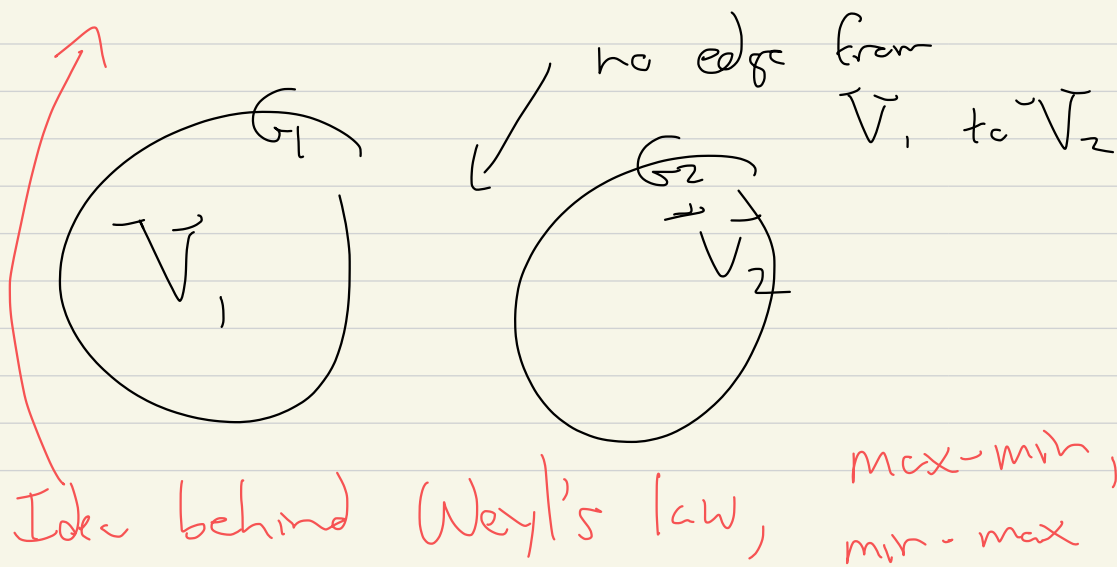 no edge from
V₁ to V₂
G₁
G₂
V₁
V₂
max-min,
Idea behind Weyl's law,
min-max